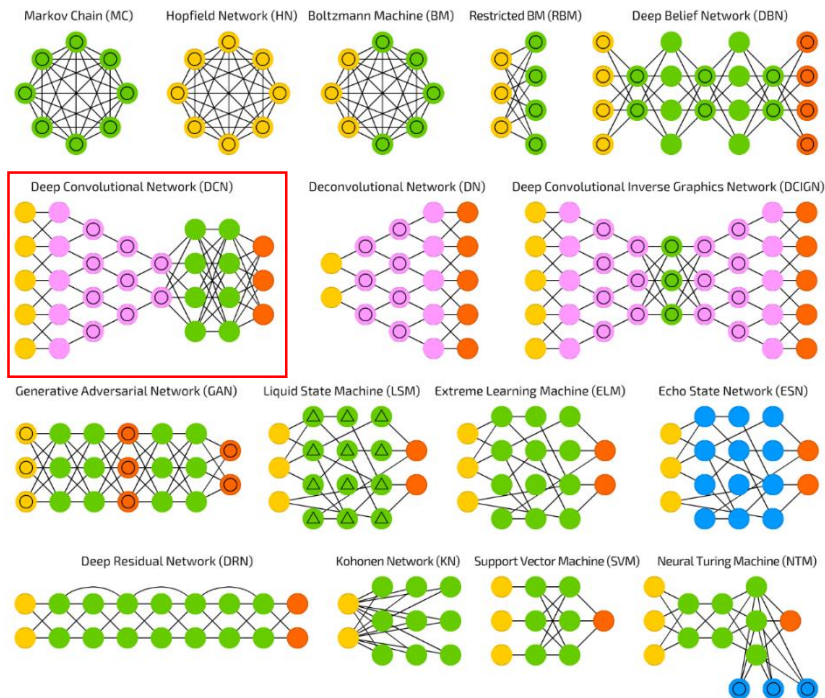 Markov Chain (MC)
Hopfield Network (HN)
Boltzmann Machine (BM)
Restricted BM (RBM)
Deep Belief Network (DBN)
Deep Convolutional Network (DCN)
Deconvolutional Network (DN)
Deep Convolutional Inverse Graphics Network (DCIGN)
Generative Adversarial Network (GAN)
Liquid State Machine (LSM)
Extreme Learning Machine (ELM)
Echo State Network (ESN)
Deep Residual Network (DRN)
Kohonen Network (KN)
Support Vector Machine (SVM)
Neural Turing Machine (NTM)